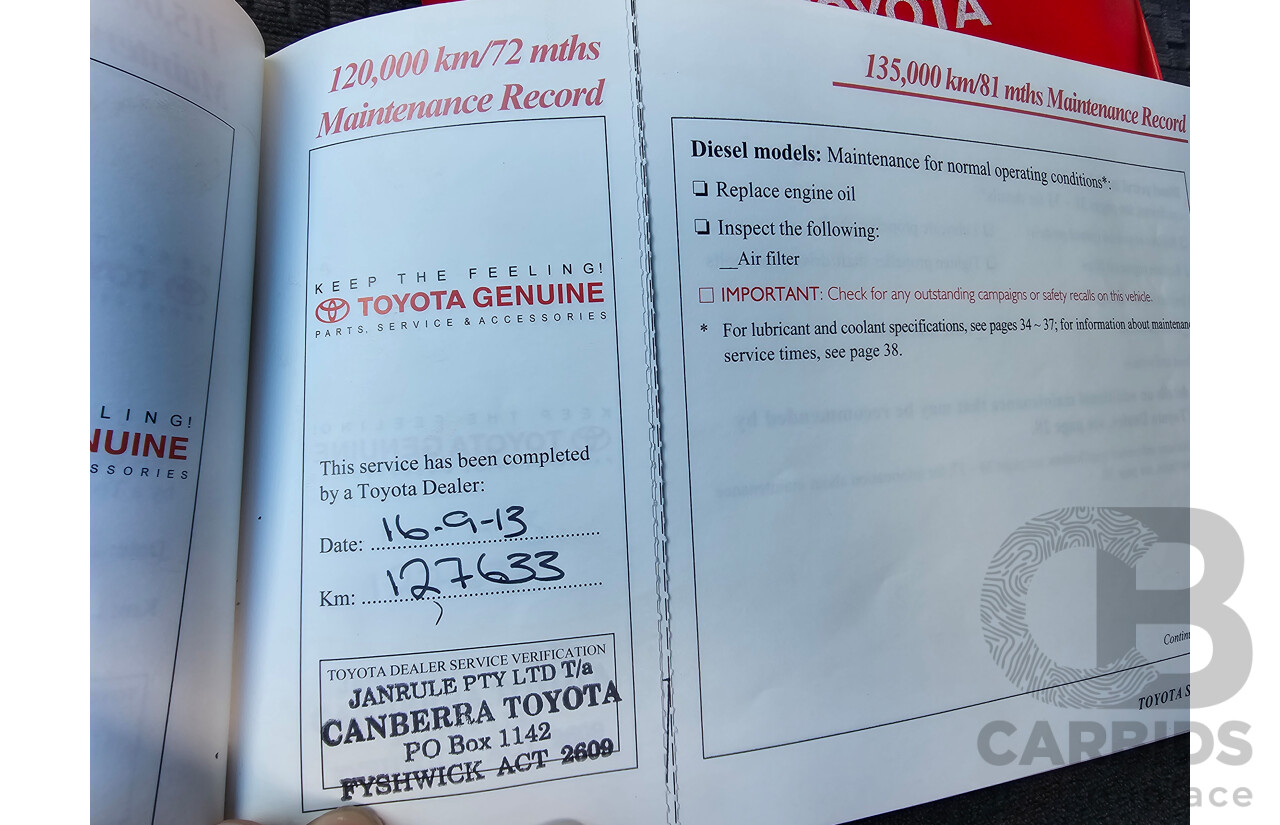 TOYOTA
120,000 km/72 mths
Maintenance Record
KEEP THE FEELING!
TOYOTA GENUINE
PARTS, SERVICE & ACCESSORIES
This service has been completed
by a Toyota Dealer:
Date: 16-9-13
Km: 127633
TOYOTA DEALER SERVICE VERIFICATION
JANRULE PTY LTD T/a
CANBERRA TOYOTA
PO Box 1142
FYSHWICK ACT 2609
LING!
NUINE
SSORIES
135,000 km/81 mths Maintenance Record
Diesel models: Maintenance for normal operating conditions*:
❏ Replace engine oil
❏ Inspect the following:
__Air filter
□ IMPORTANT: Check for any outstanding campaigns or safety recalls on this vehicle.
* For lubricant and coolant specifications, see pages 34 ~ 37; for information about maintenan
service times, see page 38.
Contin
TOYOTA S
CB
CARBIDS
ace